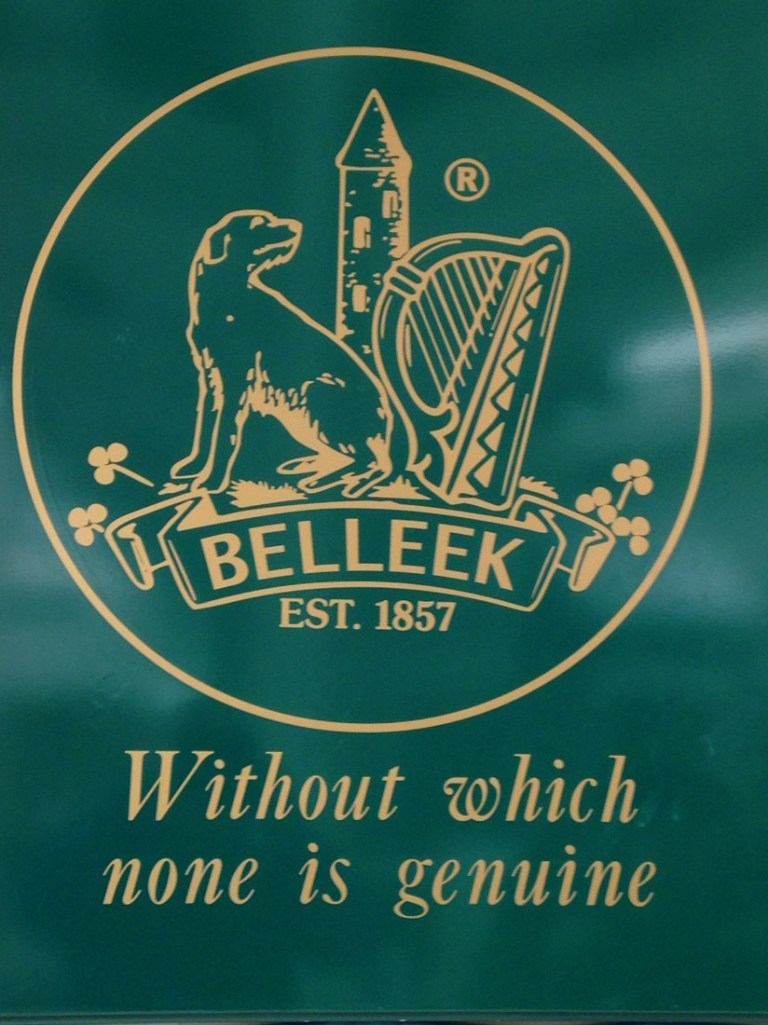 ®
BELLEEK
EST. 1857
Without which
none is genuine